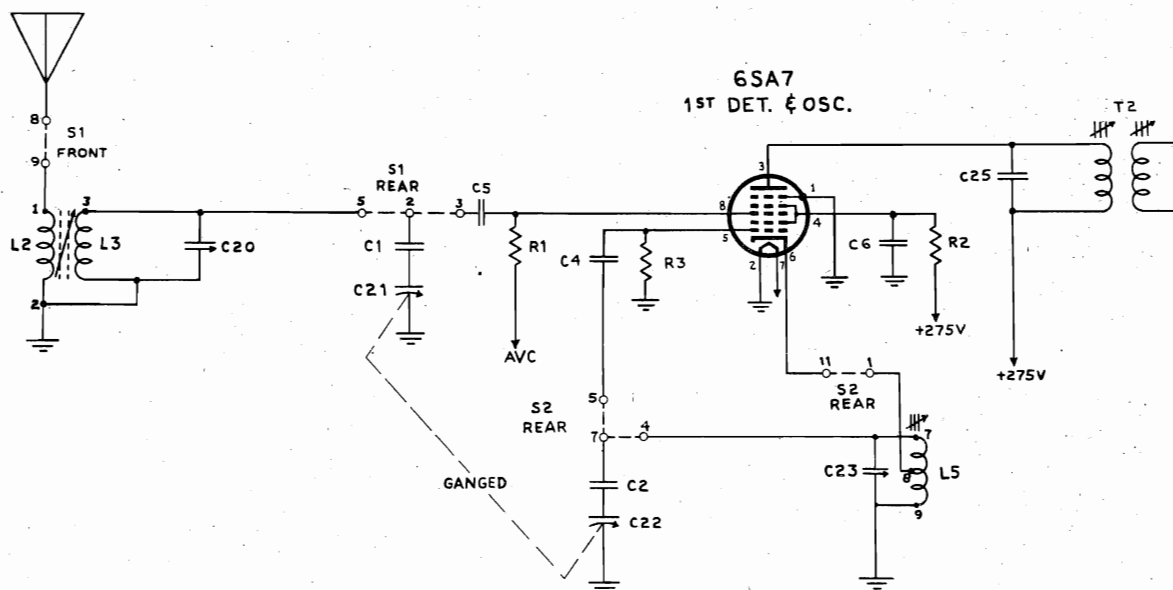 6SA7
1ST DET. & OSC.
T2
8
S1
FRONT
9
1
3
L2
L3
C20
2
S1
REAR
5
2
3
C5
C1
C21
R1
AVC
3
1
8
4
5
2
7
6
C4
R3
C6
R2
+275V
C25
+275V
5
S2
REAR
7
4
11
1
S2
REAR
GANGED
C2
C22
C23
7
8
L5
9